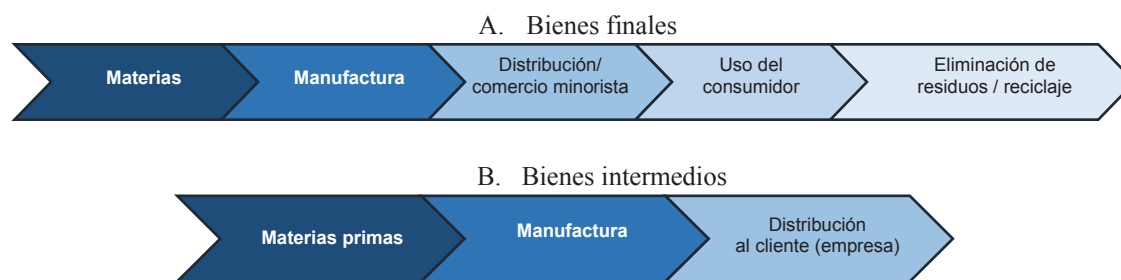 A. Bienes finales
Materias
Manufactura
Distribución/
comercio minorista
Uso del
consumidor
Eliminación de
residuos / reciclaje
B. Bienes intermedios
Materias primas
Manufactura
Distribución
al cliente (empresa)